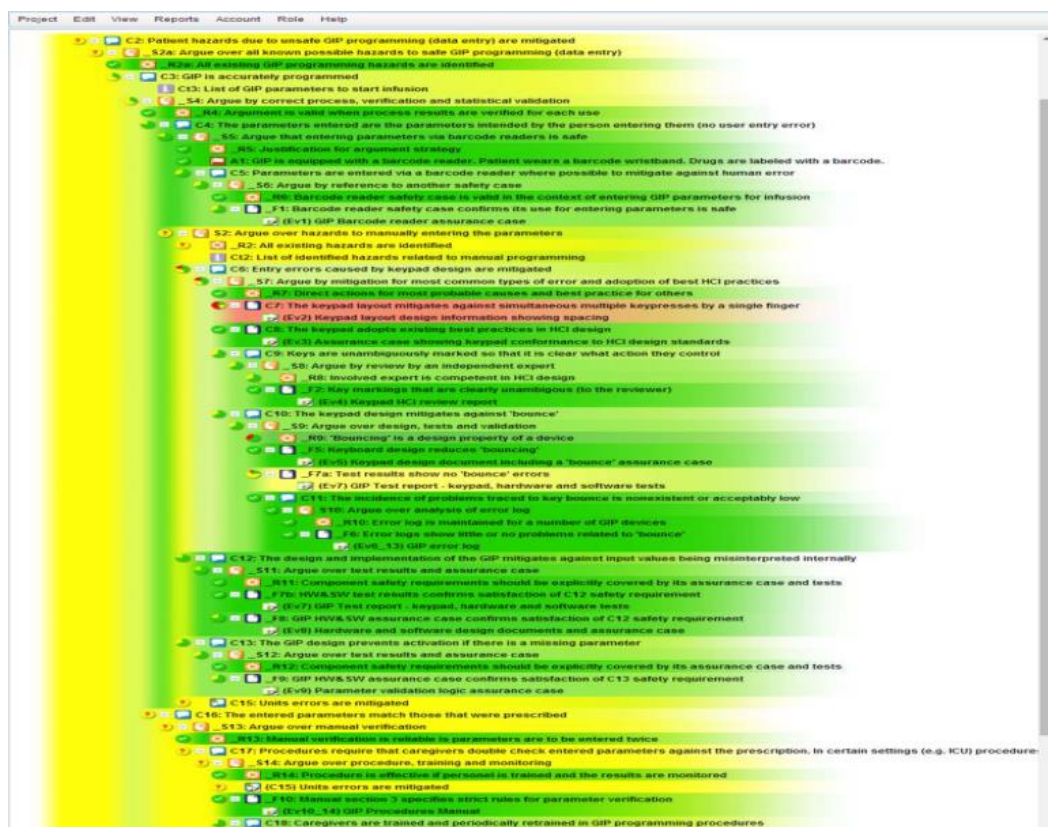 Project Edit View Reports Account Role Help
C2: Patient hazards due to unsafe GIP programming (data entry) are mitigated
_S2a: Argue over all known possible hazards to safe GIP programming (data entry)
_R2a: All existing GIP programming hazards are identified
C3: GIP is accurately programmed
Ct3: List of GIP parameters to start infusion
_S4: Argue by correct process, verification and statistical validation
_R4: Argument is valid when process results are verified for each use
C4: The parameters entered are the parameters intended by the person entering them (no user entry error)
_S5: Argue that entering parameters via barcode readers is safe
_R5: Justification for argument strategy
A1: GIP is equipped with a barcode reader. Patient wears a barcode wristband. Drugs are labeled with a barcode.
C5: Parameters are entered via a barcode reader where possible to mitigate against human error
_S6: Argue by reference to another safety case
_R6: Barcode reader safety case is valid in the context of entering GIP parameters for infusion
_F1: Barcode reader safety case confirms its use for entering parameters is safe
(Ev1) GIP Barcode reader assurance case
S2: Argue over hazards to manually entering the parameters
_R2: All existing hazards are identified
Ct2: List of identified hazards related to manual programming
C6: Entry errors caused by keypad design are mitigated
_S7: Argue by mitigation for most common types of error and adoption of best HCI practices
_R7: Direct actions for most probable causes and best practice for others
C7: The keypad layout mitigates against simultaneous multiple keypresses by a single finger
(Ev2) Keypad layout design information showing spacing
C8: The keypad adopts existing best practices in HCI design
(Ev3) Assurance case showing keypad conformance to HCI design standards
C9: Keys are unambiguously marked so that it is clear what action they control
_S8: Argue by review by an independent expert
_R8: Involved expert is competent in HCI design
_F2: Key markings that are clearly unambigous (to the reviewer)
(Ev4) Keypad HCI review report
C10: The keypad design mitigates against 'bounce'
_S9: Argue over design, tests and validation
_R9: 'Bouncing' is a design property of a device
_F5: Keyboard design reduces 'bouncing'
(Ev5) Keypad design document including a 'bounce' assurance case
_F7a: Test results show no 'bounce' errors
(Ev7) GIP Test report - keypad, hardware and software tests
C11: The incidence of problems traced to key bounce is nonexistent or acceptably low
S10: Argue over analysis of error log
_R10: Error log is maintained for a number of GIP devices
_F6: Error logs show little or no problems related to 'bounce'
(Ev6_13) GIP error log
C12: The design and implementation of the GIP mitigates against input values being misinterpreted internally
_S11: Argue over test results and assurance case
_R11: Component safety requirements should be explicitly covered by its assurance case and tests
_F7b: HW&SW test results confirms satisfaction of C12 safety requirement
(Ev7) GIP Test report - keypad, hardware and software tests
_F8: GIP HW&SW assurance case confirms satisfaction of C12 safety requirement
(Ev8) Hardware and software design documents and assurance case
C13: The GIP design prevents activation if there is a missing parameter
_S12: Argue over test results and assurance case
_R12: Component safety requirements should be explicitly covered by its assurance case and tests
_F9: GIP HW&SW assurance case confirms satisfaction of C13 safety requirement
(Ev9) Parameter validation logic assurance case
C15: Units errors are mitigated
C16: The entered parameters match those that were prescribed
_S13: Argue over manual verification
_R13: Manual verification is reliable is parameters are to be entered twice
C17: Procedures require that caregivers double check entered parameters against the prescription. In certain settings (e.g. ICU) procedure
_S14: Argue over procedure, training and monitoring
_R14: Procedure is effective if personel is trained and the results are monitored
(C15) Units errors are mitigated
_F10: Manual section 3 specifies strict rules for parameter verification
(Ev10_14) GIP Procedures Manual
C18: Caregivers are trained and periodically retrained in GIP programming procedures